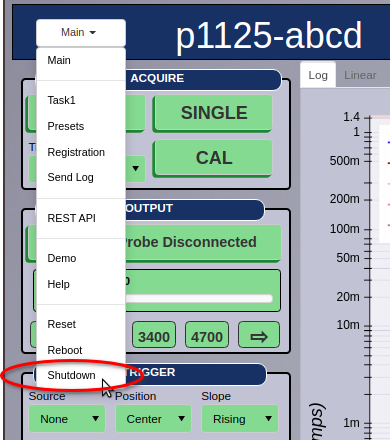 Main
p1125-abcd
Main
Task1
Presets
Registration
Send Log
REST API
Demo
Help
Reset
Reboot
Shutdown
ACQUIRE
SINGLE
CAL
OUTPUT
robe Disconnected
3400
4700
TRIGGER
Source
Position
Slope
None
Center
Rising
Log
Linear
1.4
1
500m
200m
100m
50m
20m
10m
1m
mps)